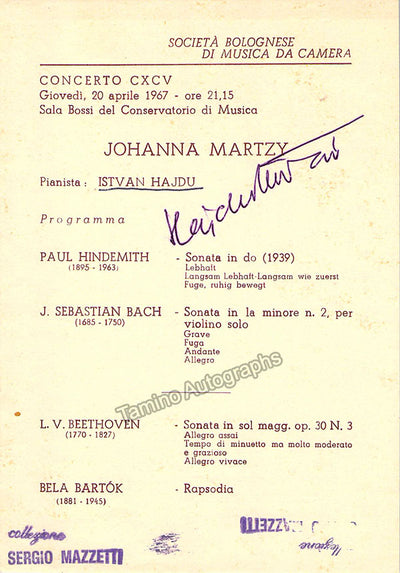 SOCIETÀ BOLOGNESE
DI MUSICA DA CAMERA
CONCERTO CXCV
Giovedì, 20 aprile 1967 - ore 21,15
Sala Bossi del Conservatorio di Musica
JOHANNA MARTZY
Pianista : ISTVAN HAJDU
Programma
PAUL HINDEMITH - Sonata in do (1939)
(1895 - 1963) Lebhaft
Langsam Lebhaft-Langsam wie zuerst
Fuge, ruhig bewegt
J. SEBASTIAN BACH - Sonata in la minore n. 2, per
(1685 - 1750) violino solo
Grave
Fuga
Andante
Allegro
Tamino Autographs
L. V. BEETHOVEN - Sonata in sol magg. op. 30 N. 3
(1770 - 1827) Allegro assai
Tempo di minuetto ma molto moderato
e grazioso
Allegro vivace
BELA BARTÓK - Rapsodia
(1881 - 1945)
collezione
SERGIO MAZZETTI
MAZZETTI
collezione